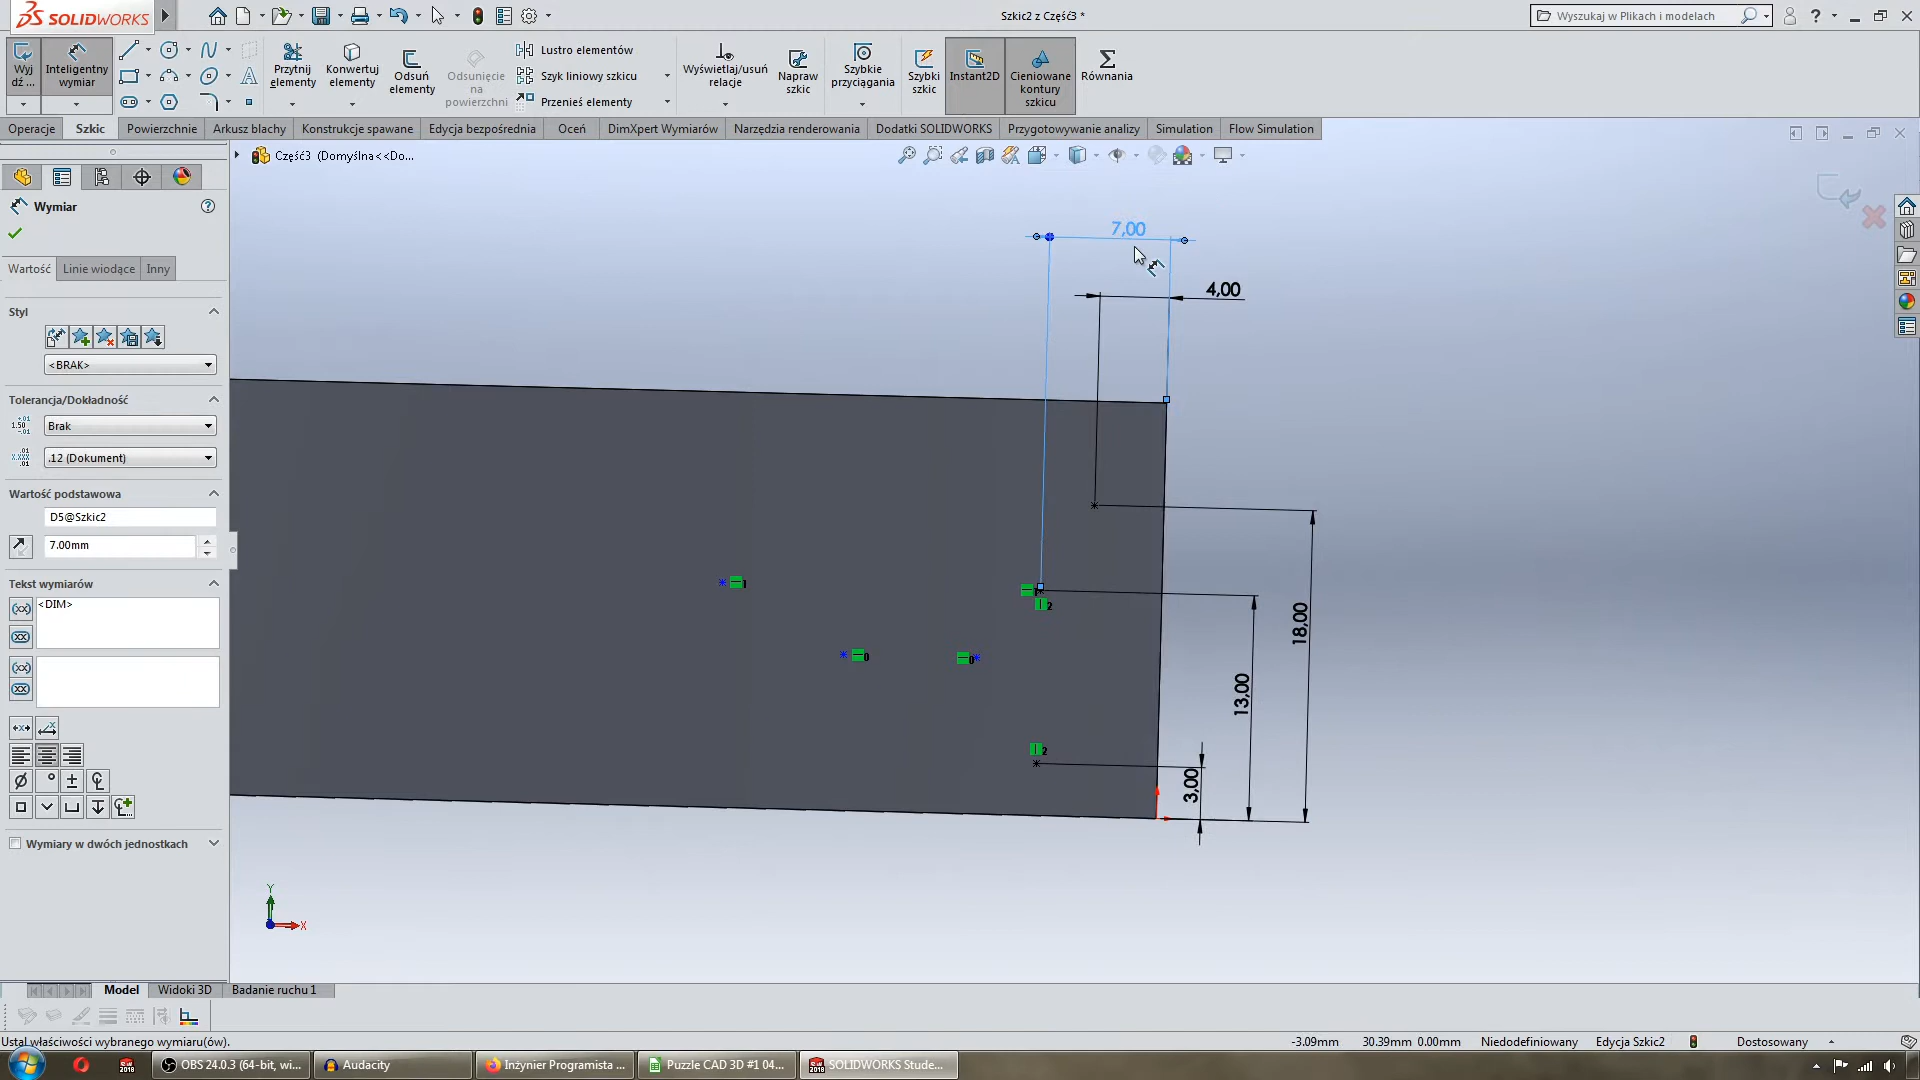 SOLIDWORKS
Szkic2 z Część3 *
Wyszukaj w Plikach i modelach
?
Wyj
dź ...
Inteligentny
wymiar
Przytnij
elementy
Konwertuj
elementy
Odsuń
elementy
Odsunięcie
na
powierzchni
Lustro elementów
Szyk liniowy szkicu
Przenieś elementy
Wyświetlaj/usuń
relacje
Napraw
szkic
Szybkie
przyciągania
Szybki
szkic
Instant2D
Cieniowane
kontury
szkicu
Równania
Operacje
Szkic
Powierzchnie
Arkusz blachy
Konstrukcje spawane
Edycja bezpośrednia
Oceń
DimXpert Wymiarów
Narzędzia renderowania
Dodatki SOLIDWORKS
Przygotowywanie analizy
Simulation
Flow Simulation
Część3 (Domyślna<<Do...
Wymiar
Wartość
Linie wiodące
Inny
Styl
<BRAK>
Tolerancja/Dokładność
Brak
.12 (Dokument)
Wartość podstawowa
D5@Szkic2
7.00mm
Tekst wymiarów
<DIM>
Wymiary w dwóch jednostkach
7,00
4,00
18,00
13,00
3,00
1
2
0
0
2
Y
X
Model
Widoki 3D
Badanie ruchu 1
Ustal właściwości wybranego wymiaru(ów).
-3.09mm
30.39mm 0.00mm
Niedodefiniowany
Edycja Szkic2
Dostosowany
OBS 24.0.3 (64-bit, wi...
Audacity
Inżynier Programista ...
Puzzle CAD 3D #1 04...
SOLIDWORKS Stude...